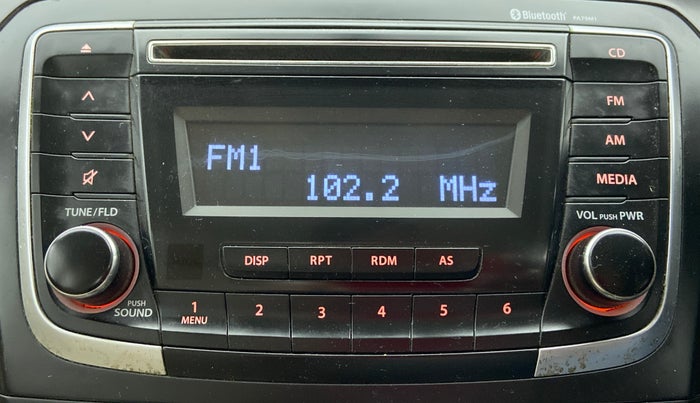 Bluetooth PA79M1
CD
FM
AM
MEDIA
FM1
102.2 MHz
TUNE/FLD
VOL PUSH PWR
DISP RPT RDM AS
PUSH
SOUND
1 2 3 4 5 6
MENU